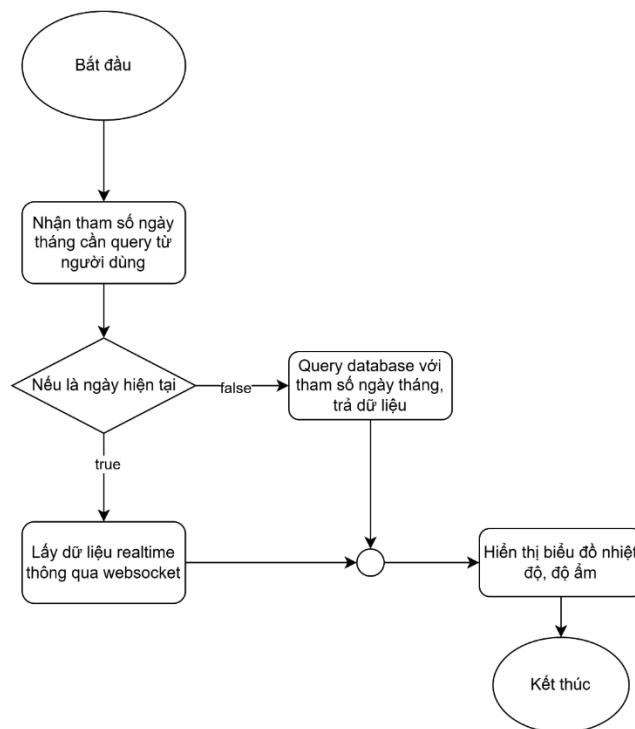 Bắt đầu
Nhận tham số ngày
tháng cần query từ
người dùng
Nếu là ngày hiện tại
false
Query database với
tham số ngày tháng,
trả dữ liệu
true
Lấy dữ liệu realtime
thông qua websocket
Hiển thị biểu đồ nhiệt
độ, độ ẩm
Kết thúc